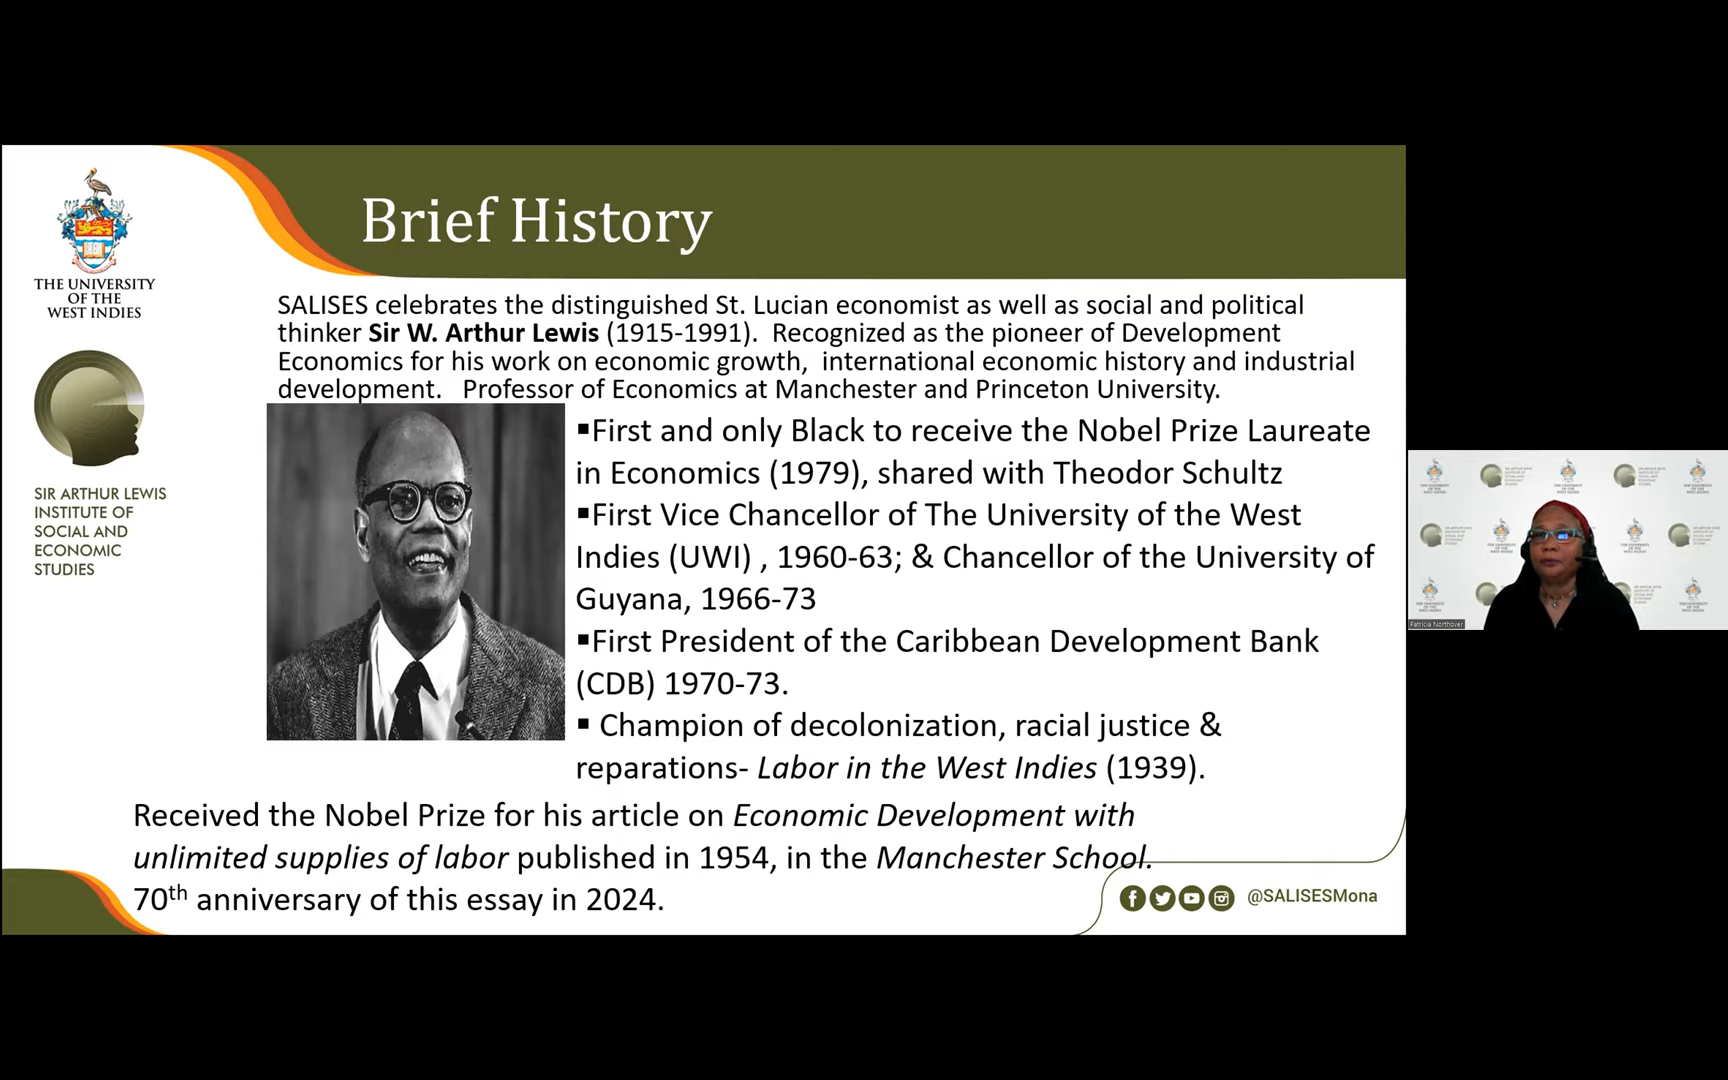 THE UNIVERSITY
OF THE
WEST INDIES
SIR ARTHUR LEWIS
INSTITUTE OF
SOCIAL AND
ECONOMIC
STUDIES
Brief History
SALISES celebrates the distinguished St. Lucian economist as well as social and political
thinker Sir W. Arthur Lewis (1915-1991).  Recognized as the pioneer of Development
Economics for his work on economic growth,  international economic history and industrial
development.   Professor of Economics at Manchester and Princeton University.
▪First and only Black to receive the Nobel Prize Laureate
in Economics (1979), shared with Theodor Schultz
▪First Vice Chancellor of The University of the West
Indies (UWI) , 1960-63; & Chancellor of the University of
Guyana, 1966-73
▪First President of the Caribbean Development Bank
(CDB) 1970-73.
▪ Champion of decolonization, racial justice &
reparations- Labor in the West Indies (1939).
Received the Nobel Prize for his article on Economic Development with
unlimited supplies of labor published in 1954, in the Manchester School.
70th anniversary of this essay in 2024.
@SALISESMona
Patricia Northover